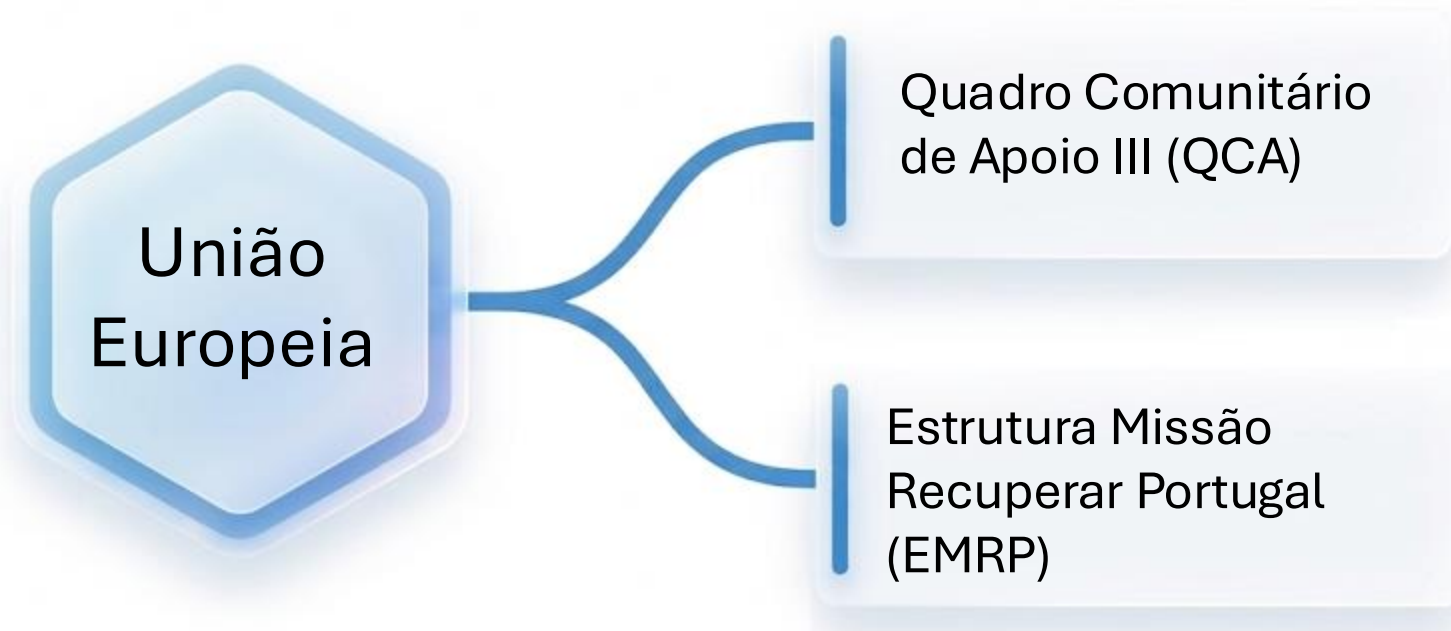 União
Europeia
Quadro Comunitário
de Apoio III (QCA)
Estrutura Missão
Recuperar Portugal
(EMRP)